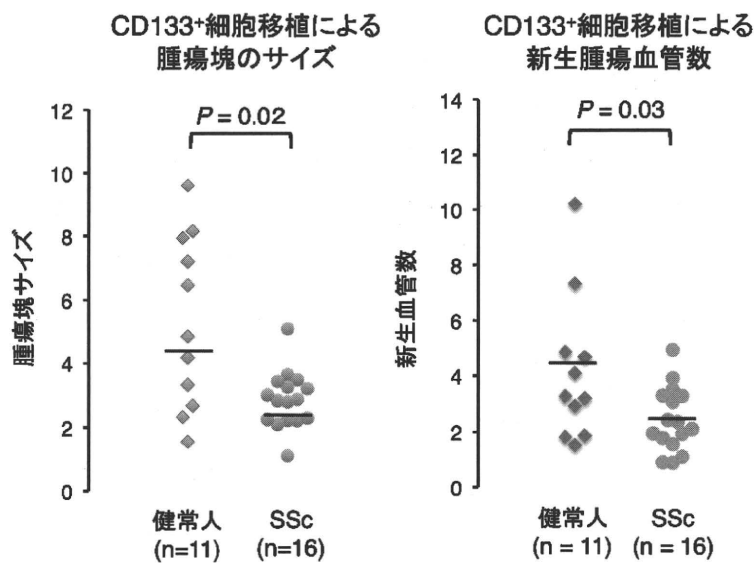 CD133⁺細胞移植による
腫瘍塊のサイズ
P = 0.02
12
10
8
6
4
2
0
腫瘍塊サイズ
健常人
(n=11)
SSc
(n=16)
CD133⁺細胞移植による
新生腫瘍血管数
P = 0.03
14
12
10
8
6
4
2
0
新生血管数
健常人
(n = 11)
SSc
(n = 16)